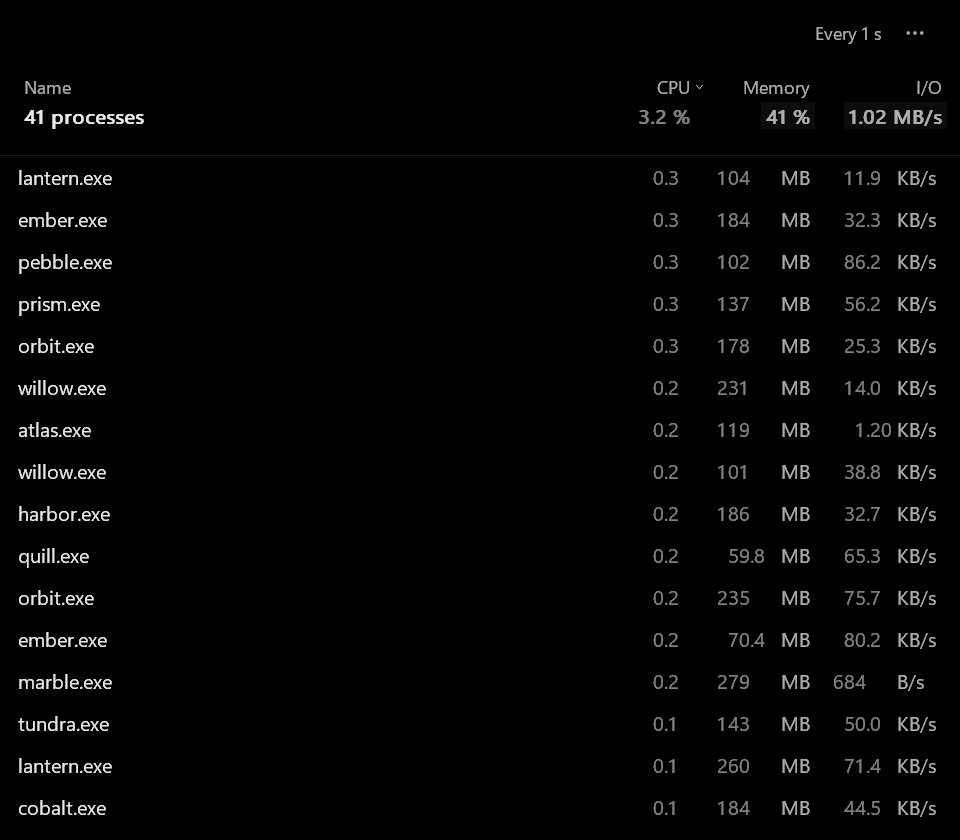 Every 1 s ···
Name CPU Memory I/O
41 processes 3.2 % 41 % 1.02 MB/s
lantern.exe 0.3 104 MB 11.9 KB/s
ember.exe 0.3 184 MB 32.3 KB/s
pebble.exe 0.3 102 MB 86.2 KB/s
prism.exe 0.3 137 MB 56.2 KB/s
orbit.exe 0.3 178 MB 25.3 KB/s
willow.exe 0.2 231 MB 14.0 KB/s
atlas.exe 0.2 119 MB 1.20 KB/s
willow.exe 0.2 101 MB 38.8 KB/s
harbor.exe 0.2 186 MB 32.7 KB/s
quill.exe 0.2 59.8 MB 65.3 KB/s
orbit.exe 0.2 235 MB 75.7 KB/s
ember.exe 0.2 70.4 MB 80.2 KB/s
marble.exe 0.2 279 MB 684 B/s
tundra.exe 0.1 143 MB 50.0 KB/s
lantern.exe 0.1 260 MB 71.4 KB/s
cobalt.exe 0.1 184 MB 44.5 KB/s